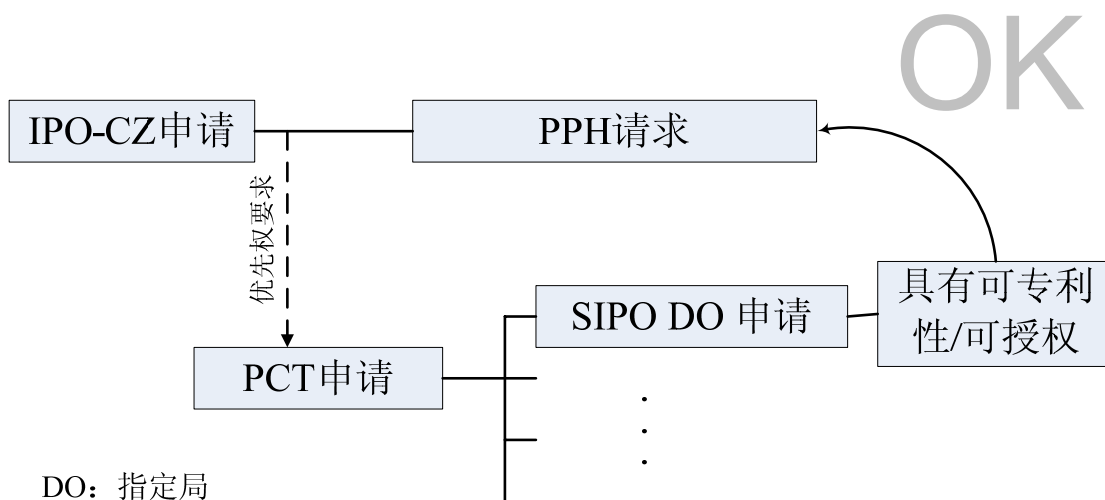 OK
IPO-CZ申请
PPH请求
优先权要求
具有可专利
性/可授权
SIPO DO 申请
PCT申请
DO：指定局